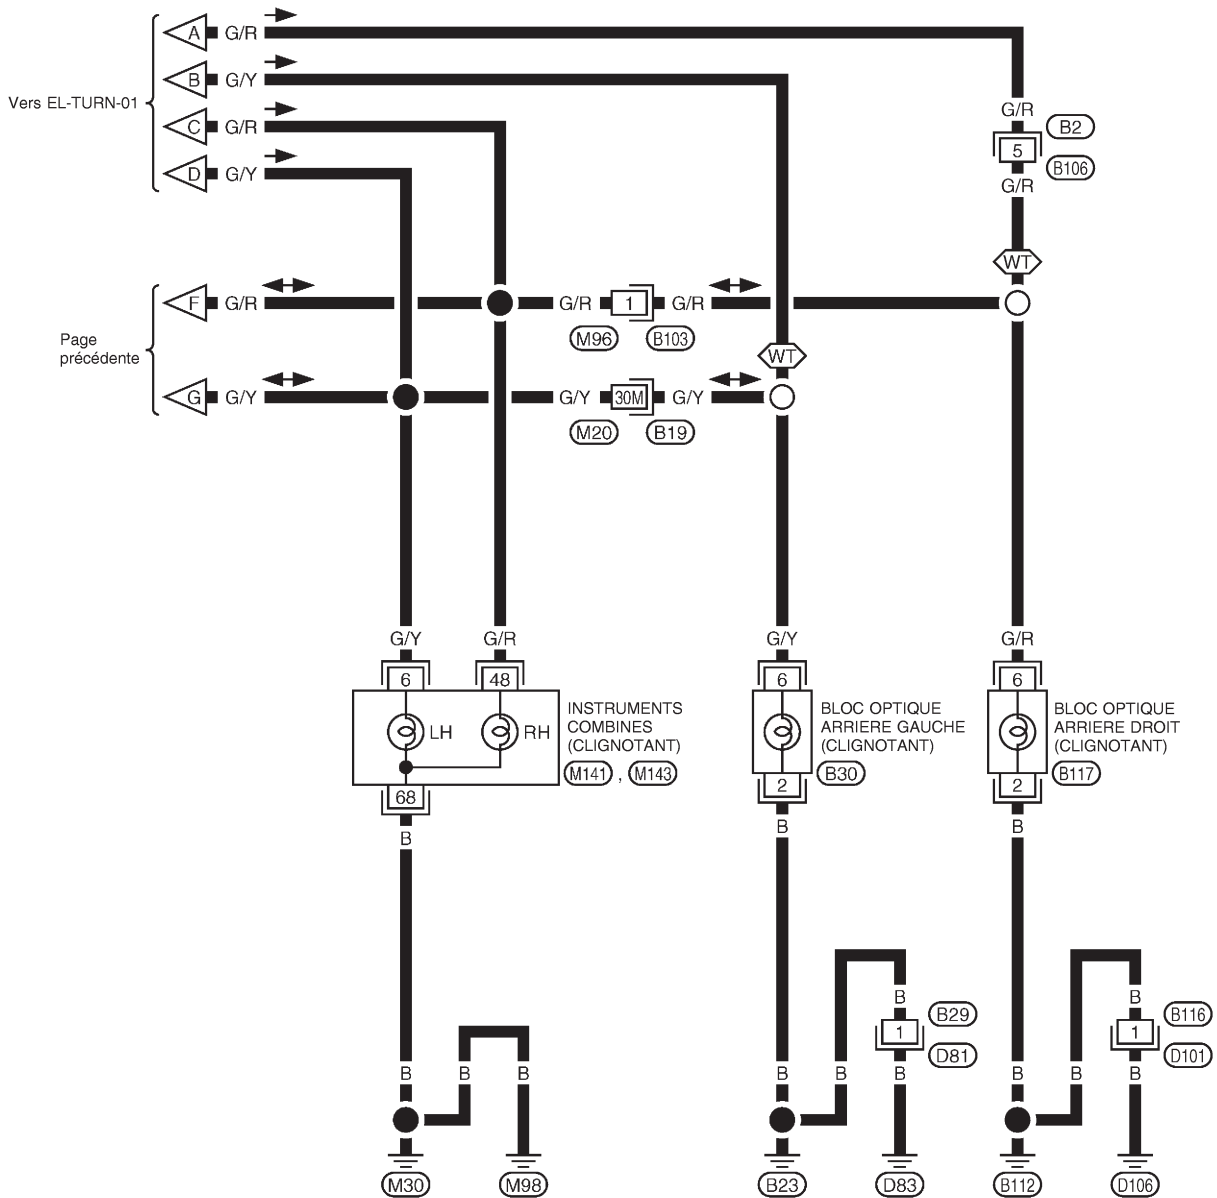 Vers EL-TURN-01
A G/R
B G/Y
C G/R
D G/Y
G/R
B2
5
B106
G/R
WT
Page
précédente
F G/R
G/R 1 G/R
M96 B103
WT
G G/Y
G/Y 30M G/Y
M20 B19
G/Y G/R G/Y G/R
6 48 6 6
LH RH
INSTRUMENTS
COMBINES
(CLIGNOTANT)
M141 , M143
BLOC OPTIQUE
ARRIERE GAUCHE
(CLIGNOTANT)
B30
BLOC OPTIQUE
ARRIERE DROIT
(CLIGNOTANT)
B117
68 2 2
B B B
B B
B29 B116
1 1
D81 D101
B B B B B B B
M30 M98 B23 D83 B112 D106